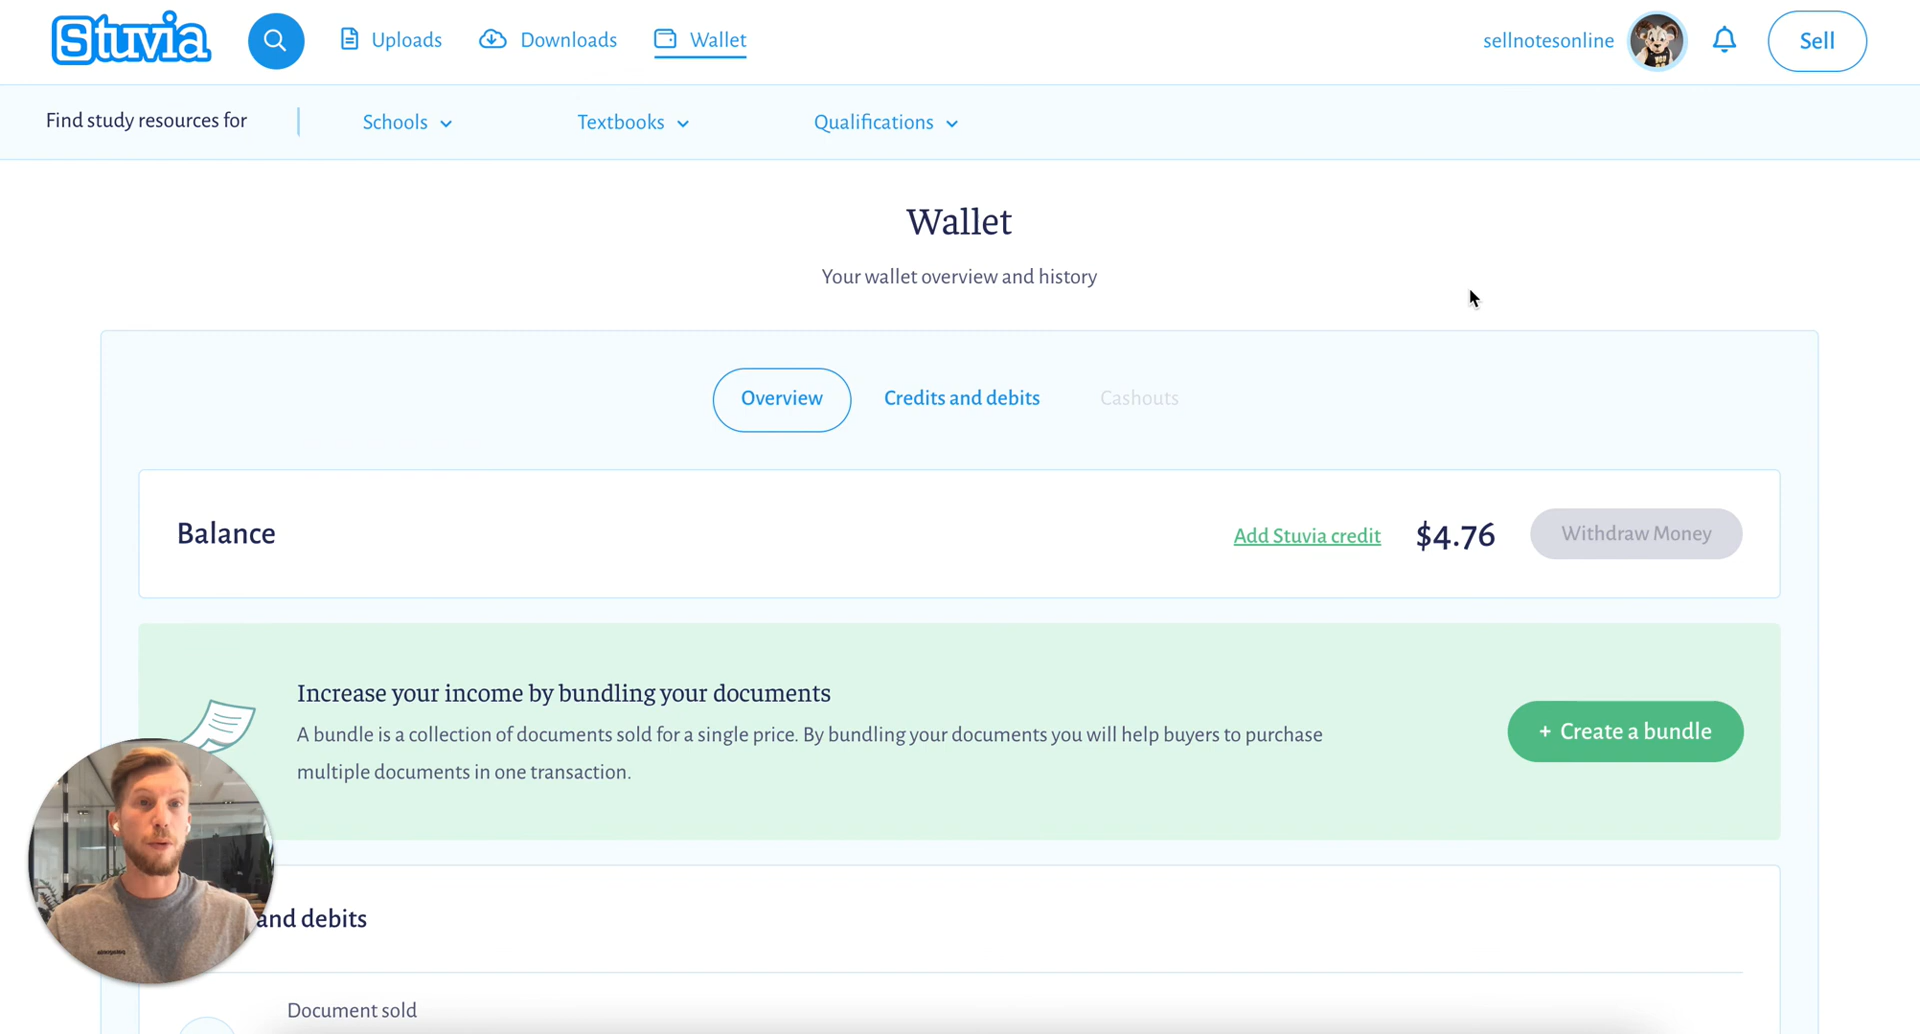 Stuvia
Uploads
Downloads
Wallet
sellnotesonline
Sell
Find study resources for
Schools
Textbooks
Qualifications
Wallet
Your wallet overview and history
Overview
Credits and debits
Cashouts
Balance
Add Stuvia credit
$4.76
Withdraw Money
Increase your income by bundling your documents
A bundle is a collection of documents sold for a single price. By bundling your documents you will help buyers to purchase
multiple documents in one transaction.
+ Create a bundle
and debits
Document sold